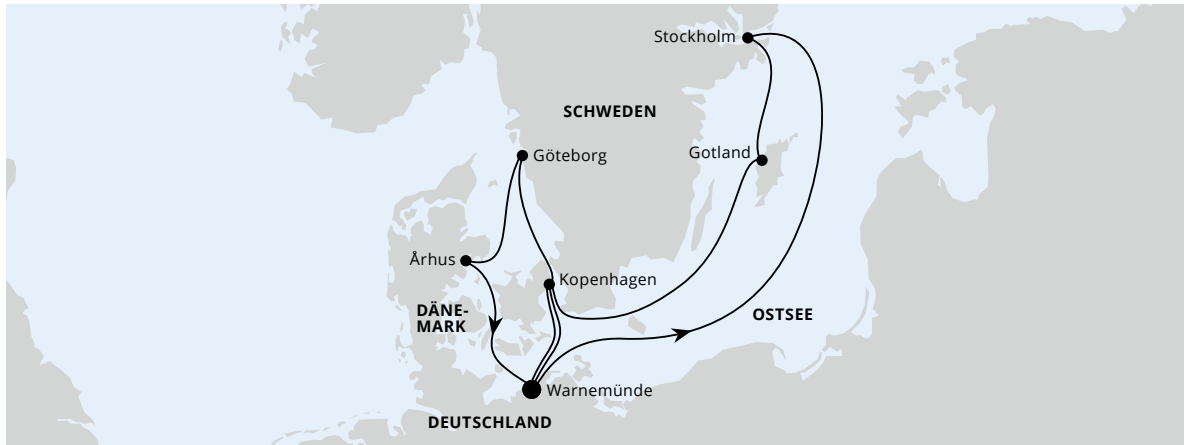 Stockholm
SCHWEDEN
Göteborg
Gotland
Århus
Kopenhagen
DÄNE-
MARK
OSTSEE
Warnemünde
DEUTSCHLAND